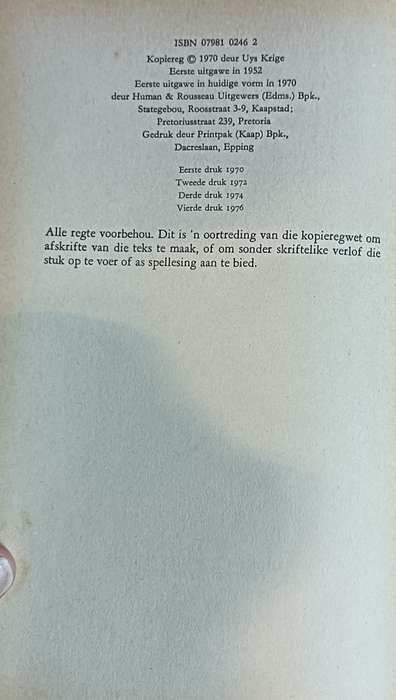 ISBN 07981 0246 2
Kopiereg © 1970 deur Uys Krige
Eerste uitgawe in 1952
Eerste uitgawe in huidige vorm in 1970
deur Human & Rousseau Uitgewers (Edms.) Bpk.,
Stategebou, Roosstraat 3-9, Kaapstad;
Pretoriusstraat 239, Pretoria
Gedruk deur Printpak (Kaap) Bpk.,
Dacreslaan, Epping
Eerste druk 1970
Tweede druk 1972
Derde druk 1974
Vierde druk 1976
Alle regte voorbehou. Dit is 'n oortreding van die kopieregwet om
afskrifte van die teks te maak, of om sonder skriftelike verlof die
stuk op te voer of as spellesing aan te bied.